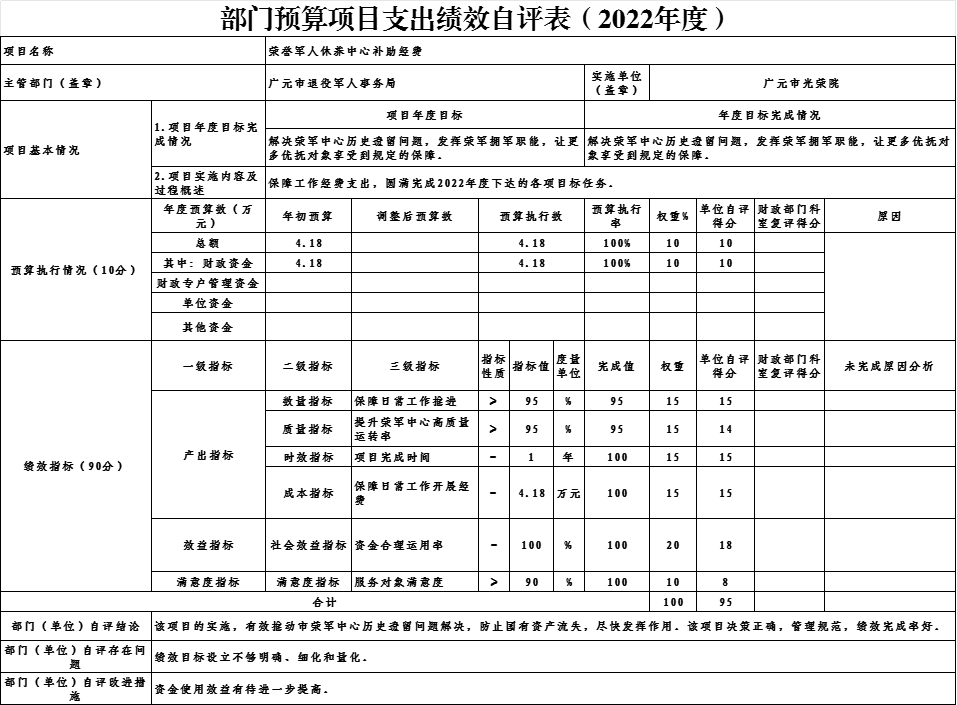 部门预算项目支出绩效自评表（2022年度）
项目名称 荣誉军人休养中心补助经费
主管部门（盖章） 广元市退役军人事务局 实施单位（盖章） 广元市光荣院
项目基本情况 1.项目年度目标完成情况 项目年度目标 年度目标完成情况
解决荣军中心历史遗留问题，发挥荣军拥军职能，让更多优抚对象享受到规定的保障。 解决荣军中心历史遗留问题，发挥荣军拥军职能，让更多优抚对象享受到规定的保障。
2.项目实施内容及过程概述 保障工作经费支出，圆满完成2022年度下达的各项目标任务。
预算执行情况（10分） 年度预算数（万元） 年初预算 调整后预算数 预算执行数 预算执行率 权重% 单位自评得分 财政部门科室复评得分 原因
总额 4.18 4.18 100% 10 10
其中：财政资金 4.18 4.18 100% 10 10
财政专户管理资金
单位资金
其他资金
绩效指标（90分） 一级指标 二级指标 三级指标 指标性质 指标值 度量单位 完成值 权重 单位自评得分 财政部门科室复评得分 未完成原因分析
产出指标 数量指标 保障日常工作推进 > 95 % 95 15 15
质量指标 提升荣军中心高质量运转率 > 95 % 95 15 14
时效指标 项目完成时间 - 1 年 100 15 15
成本指标 保障日常工作开展经费 - 4.18 万元 100 15 15
效益指标 社会效益指标 资金合理运用率 - 100 % 100 20 18
满意度指标 满意度指标 服务对象满意度 > 90 % 100 10 8
合计 100 95
部门（单位）自评结论 该项目的实施，有效推动市荣军中心历史遗留问题解决，防止国有资产流失，尽快发挥作用。该项目决策正确，管理规范，绩效完成率好。
部门（单位）自评存在问题 绩效目标设立不够明确、细化和量化。
部门（单位）自评改进措施 资金使用效益有待进一步提高。